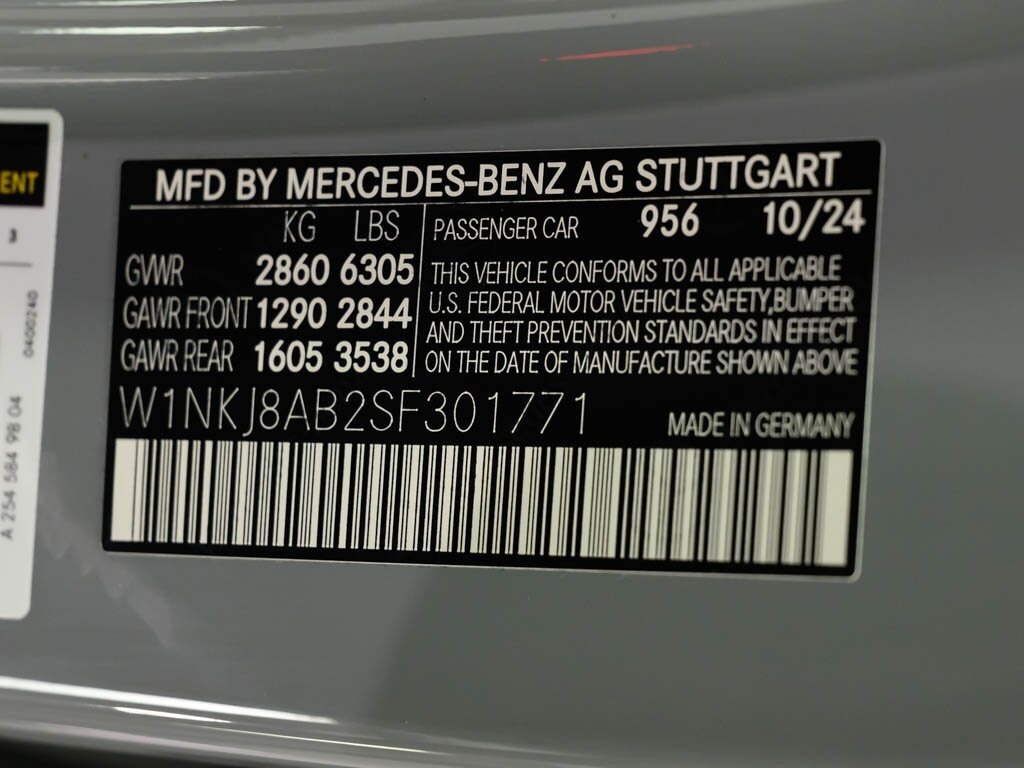 MFD BY MERCEDES-BENZ AG STUTTGART
KG LBS
GVWR 2860 6305
GAWR FRONT 1290 2844
GAWR REAR 1605 3538
PASSENGER CAR 956 10/24
THIS VEHICLE CONFORMS TO ALL APPLICABLE
U.S. FEDERAL MOTOR VEHICLE SAFETY,BUMPER
AND THEFT PREVENTION STANDARDS IN EFFECT
ON THE DATE OF MANUFACTURE SHOWN ABOVE
W1NKJ8AB2SF301771
MADE IN GERMANY
ENT
3
0400240
A 254 584 98 04